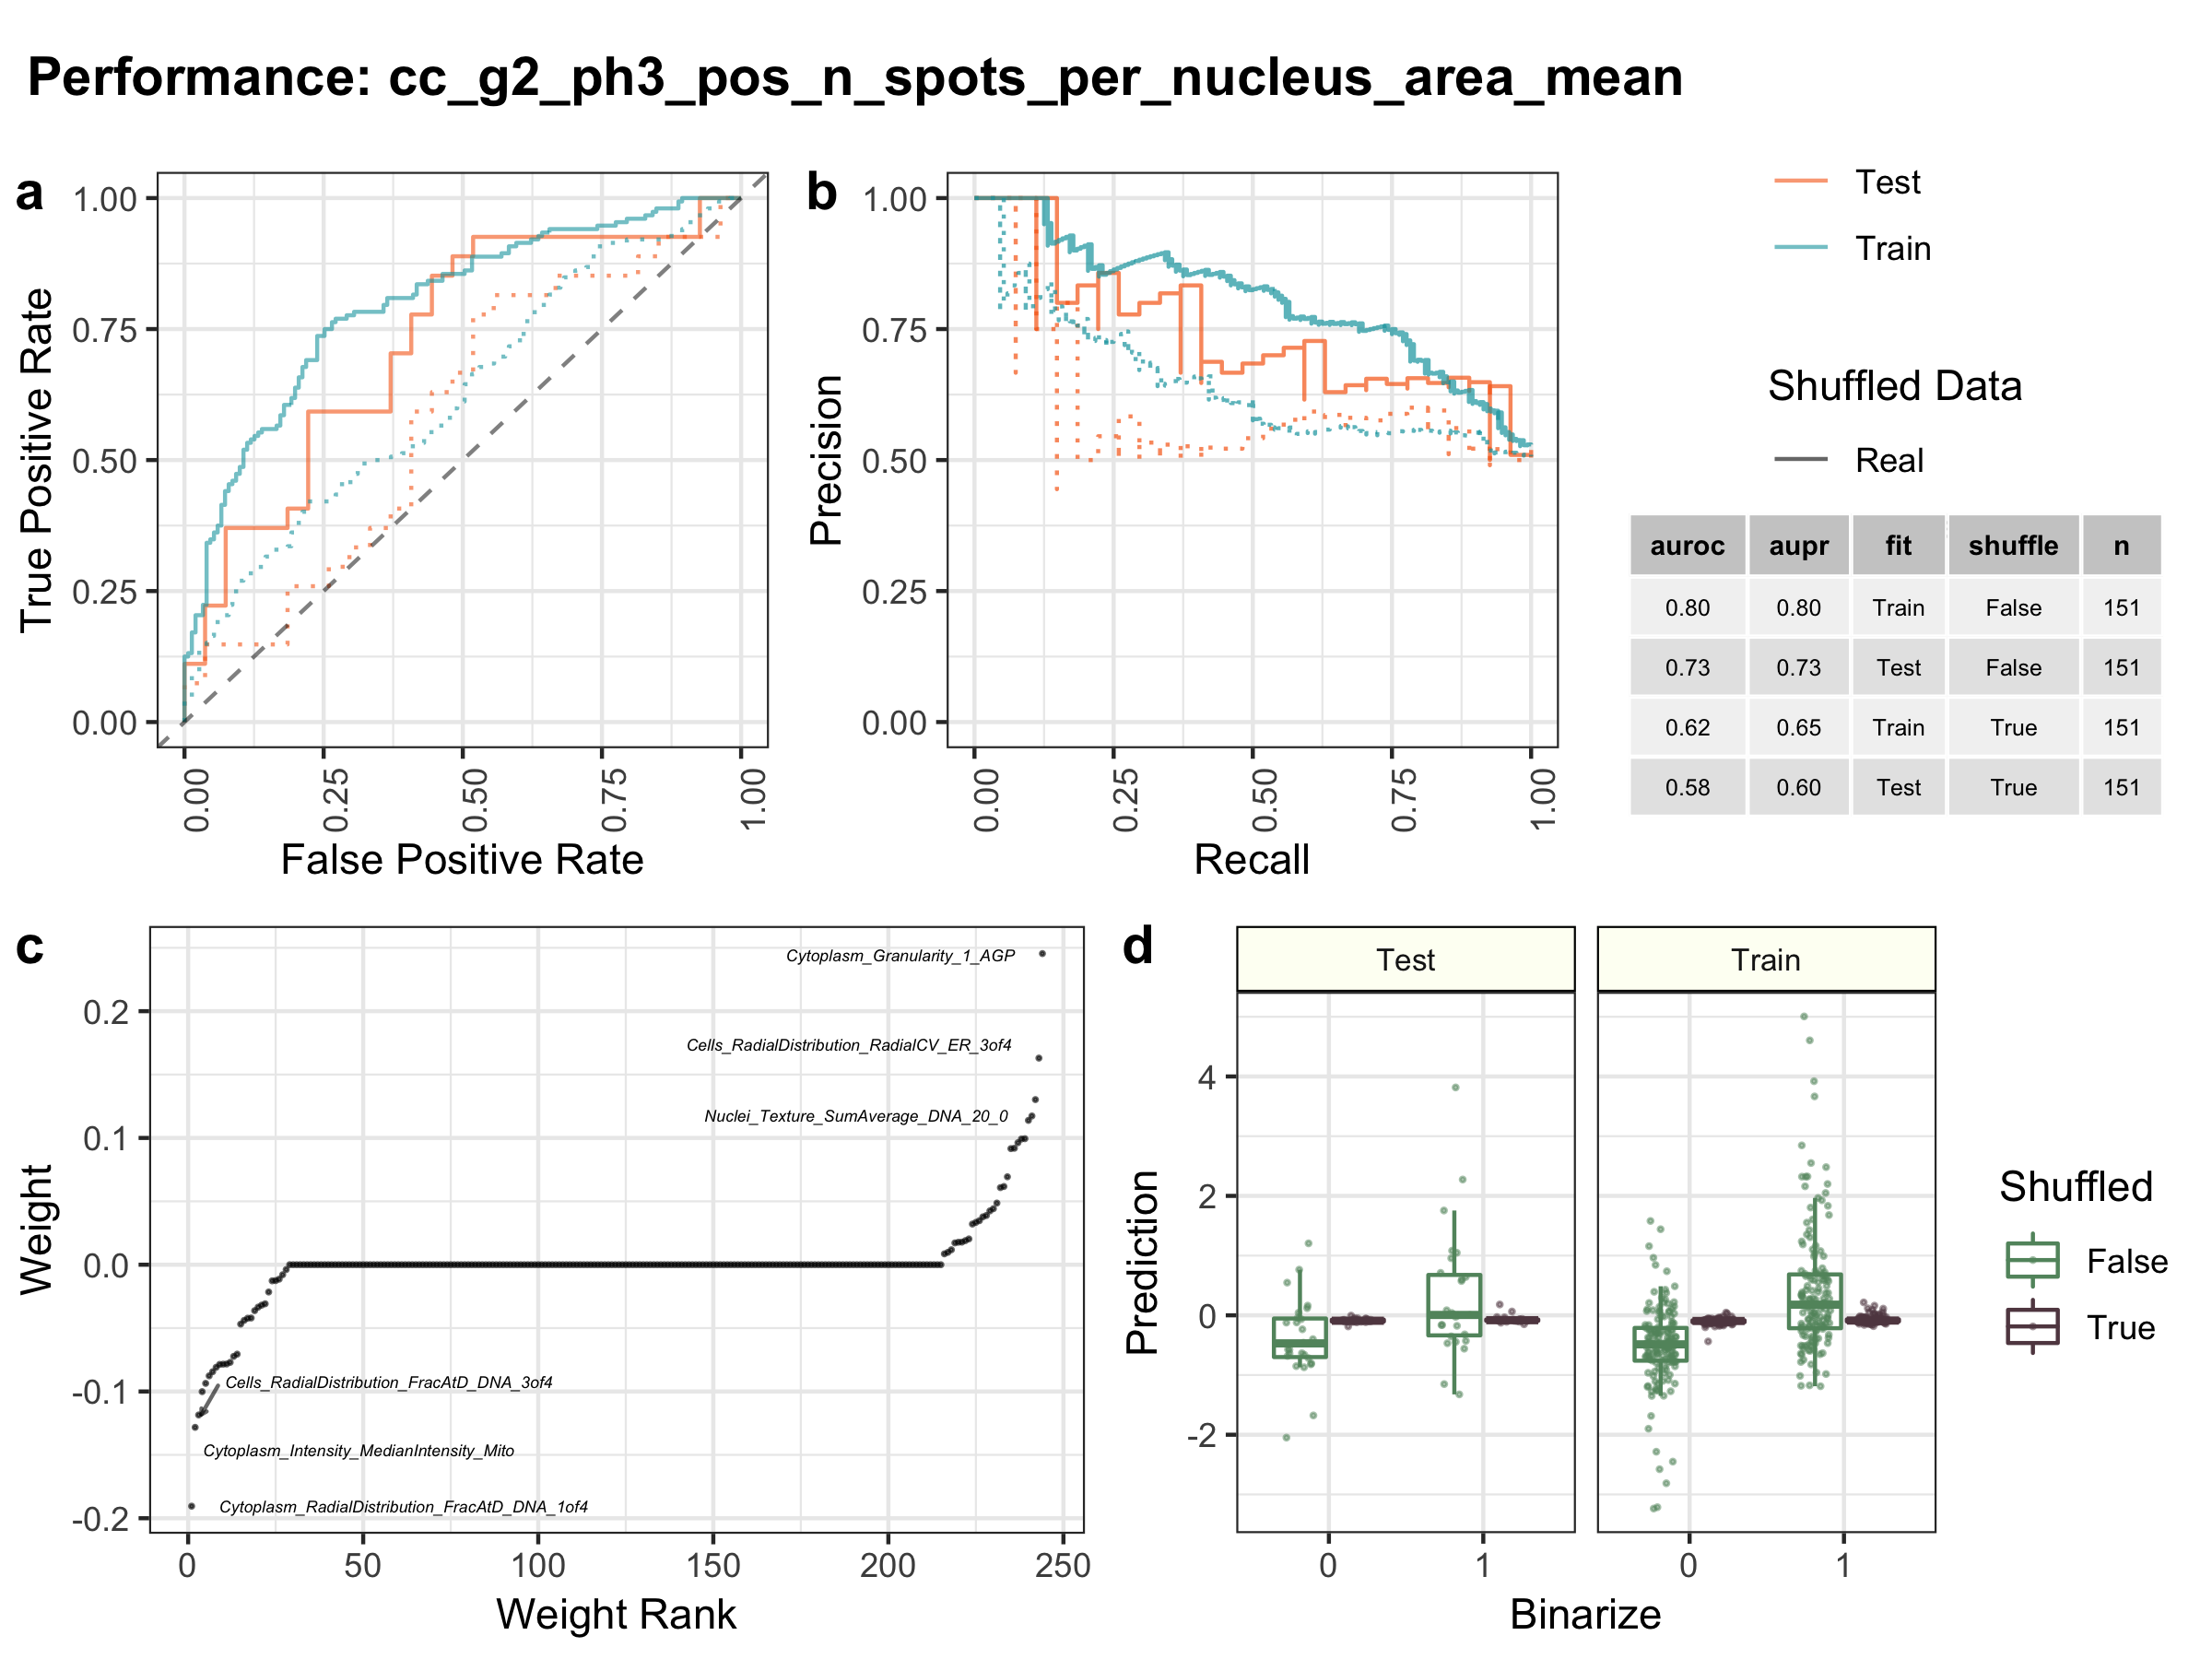 Performance: cc_g2_ph3_pos_n_spots_per_nucleus_area_mean
a
1.00
0.75
0.50
0.25
0.00
True Positive Rate
0.00
0.25
0.50
0.75
1.00
False Positive Rate
b
1.00
0.75
0.50
0.25
0.00
Precision
0.00
0.25
0.50
0.75
1.00
Recall
Test
Train
Shuffled Data
Real
auroc aupr fit shuffle n
0.80 0.80 Train False 151
0.73 0.73 Test False 151
0.62 0.65 Train True 151
0.58 0.60 Test True 151
c
0.2
0.1
0.0
-0.1
-0.2
Weight
Cytoplasm_Granularity_1_AGP
Cells_RadialDistribution_RadialCV_ER_3of4
Nuclei_Texture_SumAverage_DNA_20_0
Cells_RadialDistribution_FracAtD_DNA_3of4
Cytoplasm_Intensity_MedianIntensity_Mito
Cytoplasm_RadialDistribution_FracAtD_DNA_1of4
0 50 100 150 200 250
Weight Rank
d
Test Train
4
2
0
-2
Prediction
0 1 0 1
Binarize
Shuffled
False
True